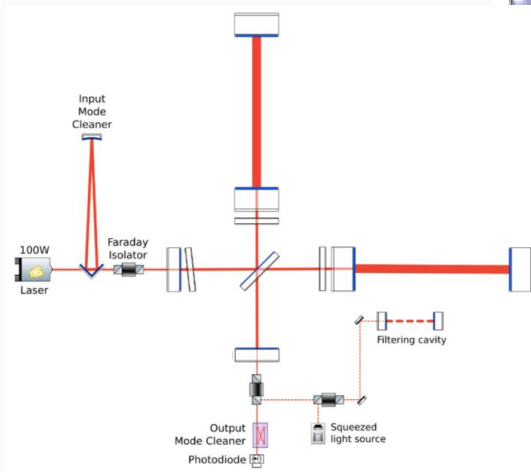 Input
Mode
Cleaner
100W
Faraday
Isolator
Laser
Filtering cavity
Output
Mode Cleaner
Squeezed
light source
Photodiode